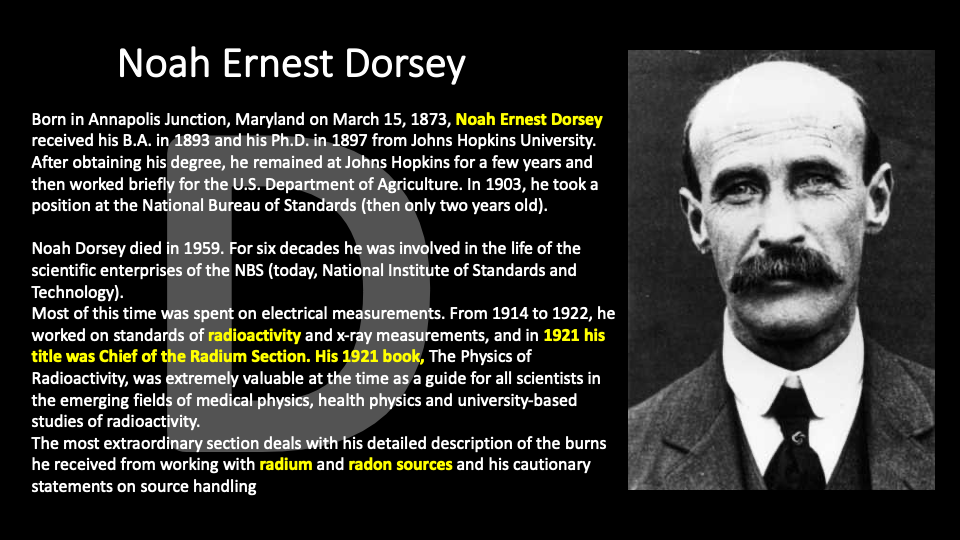 Noah Ernest Dorsey
Born in Annapolis Junction, Maryland on March 15, 1873, Noah Ernest Dorsey
received his B.A. in 1893 and his Ph.D. in 1897 from Johns Hopkins University.
After obtaining his degree, he remained at Johns Hopkins for a few years and
then worked briefly for the U.S. Department of Agriculture. In 1903, he took a
position at the National Bureau of Standards (then only two years old).
Noah Dorsey died in 1959. For six decades he was involved in the life of the
scientific enterprises of the NBS (today, National Institute of Standards and
Technology).
Most of this time was spent on electrical measurements. From 1914 to 1922, he
worked on standards of radioactivity and x-ray measurements, and in 1921 his
title was Chief of the Radium Section. His 1921 book, The Physics of
Radioactivity, was extremely valuable at the time as a guide for all scientists in
the emerging fields of medical physics, health physics and university-based
studies of radioactivity.
The most extraordinary section deals with his detailed description of the burns
he received from working with radium and radon sources and his cautionary
statements on source handling
D